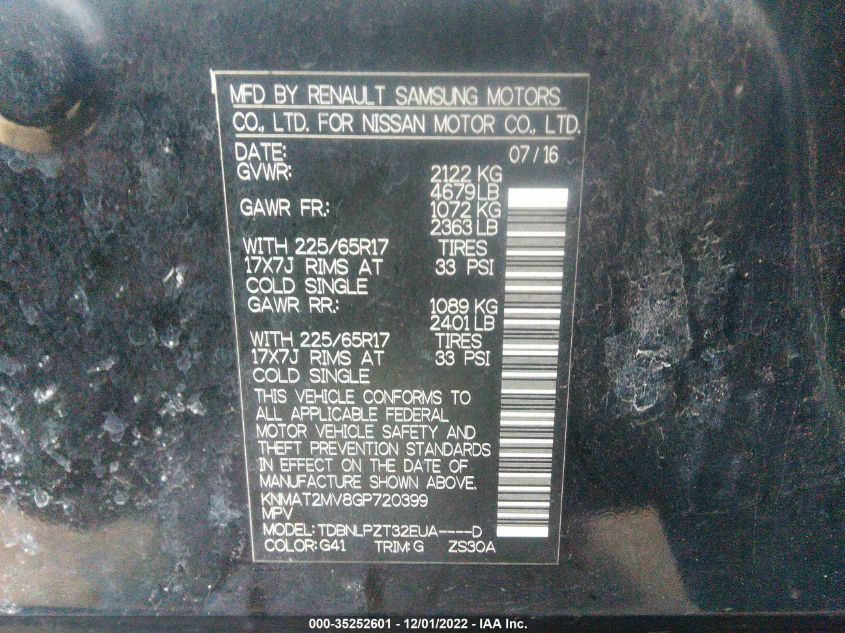 MFD BY RENAULT SAMSUNG MOTORS
CO., LTD. FOR NISSAN MOTOR CO., LTD.
DATE: 07/16
GVWR: 2122 KG
4679 LB
GAWR FR.: 1072 KG
2363 LB
WITH 225/65R17 TIRES
17X7J RIMS AT 33 PSI
COLD SINGLE
GAWR RR.: 1089 KG
2401 LB
WITH 225/65R17 TIRES
17X7J RIMS AT 33 PSI
COLD SINGLE
THIS VEHICLE CONFORMS TO
ALL APPLICABLE FEDERAL
MOTOR VEHICLE SAFETY AND
THEFT PREVENTION STANDARDS
IN EFFECT ON THE DATE OF
MANUFACTURE SHOWN ABOVE.
KNMAT2MV8GP720399
MPV
MODEL: TDBNLPZT32EUA----D
COLOR: G41 TRIM: G ZS30A
000-35252601 - 12/01/2022 - IAA Inc.